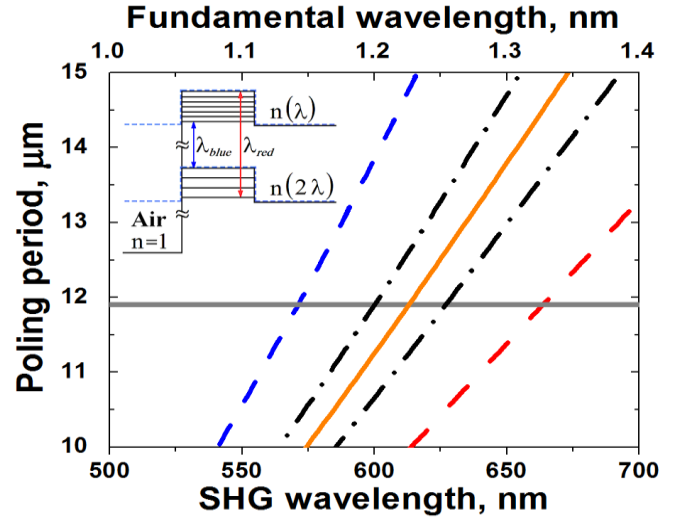 Fundamental wavelength, nm
1.0 1.1 1.2 1.3 1.4
Poling period, μm
15
14
13
12
11
10
n(λ)
λblue λred
n(2λ)
≈
≈
Air
n=1
500 550 600 650 700
SHG wavelength, nm